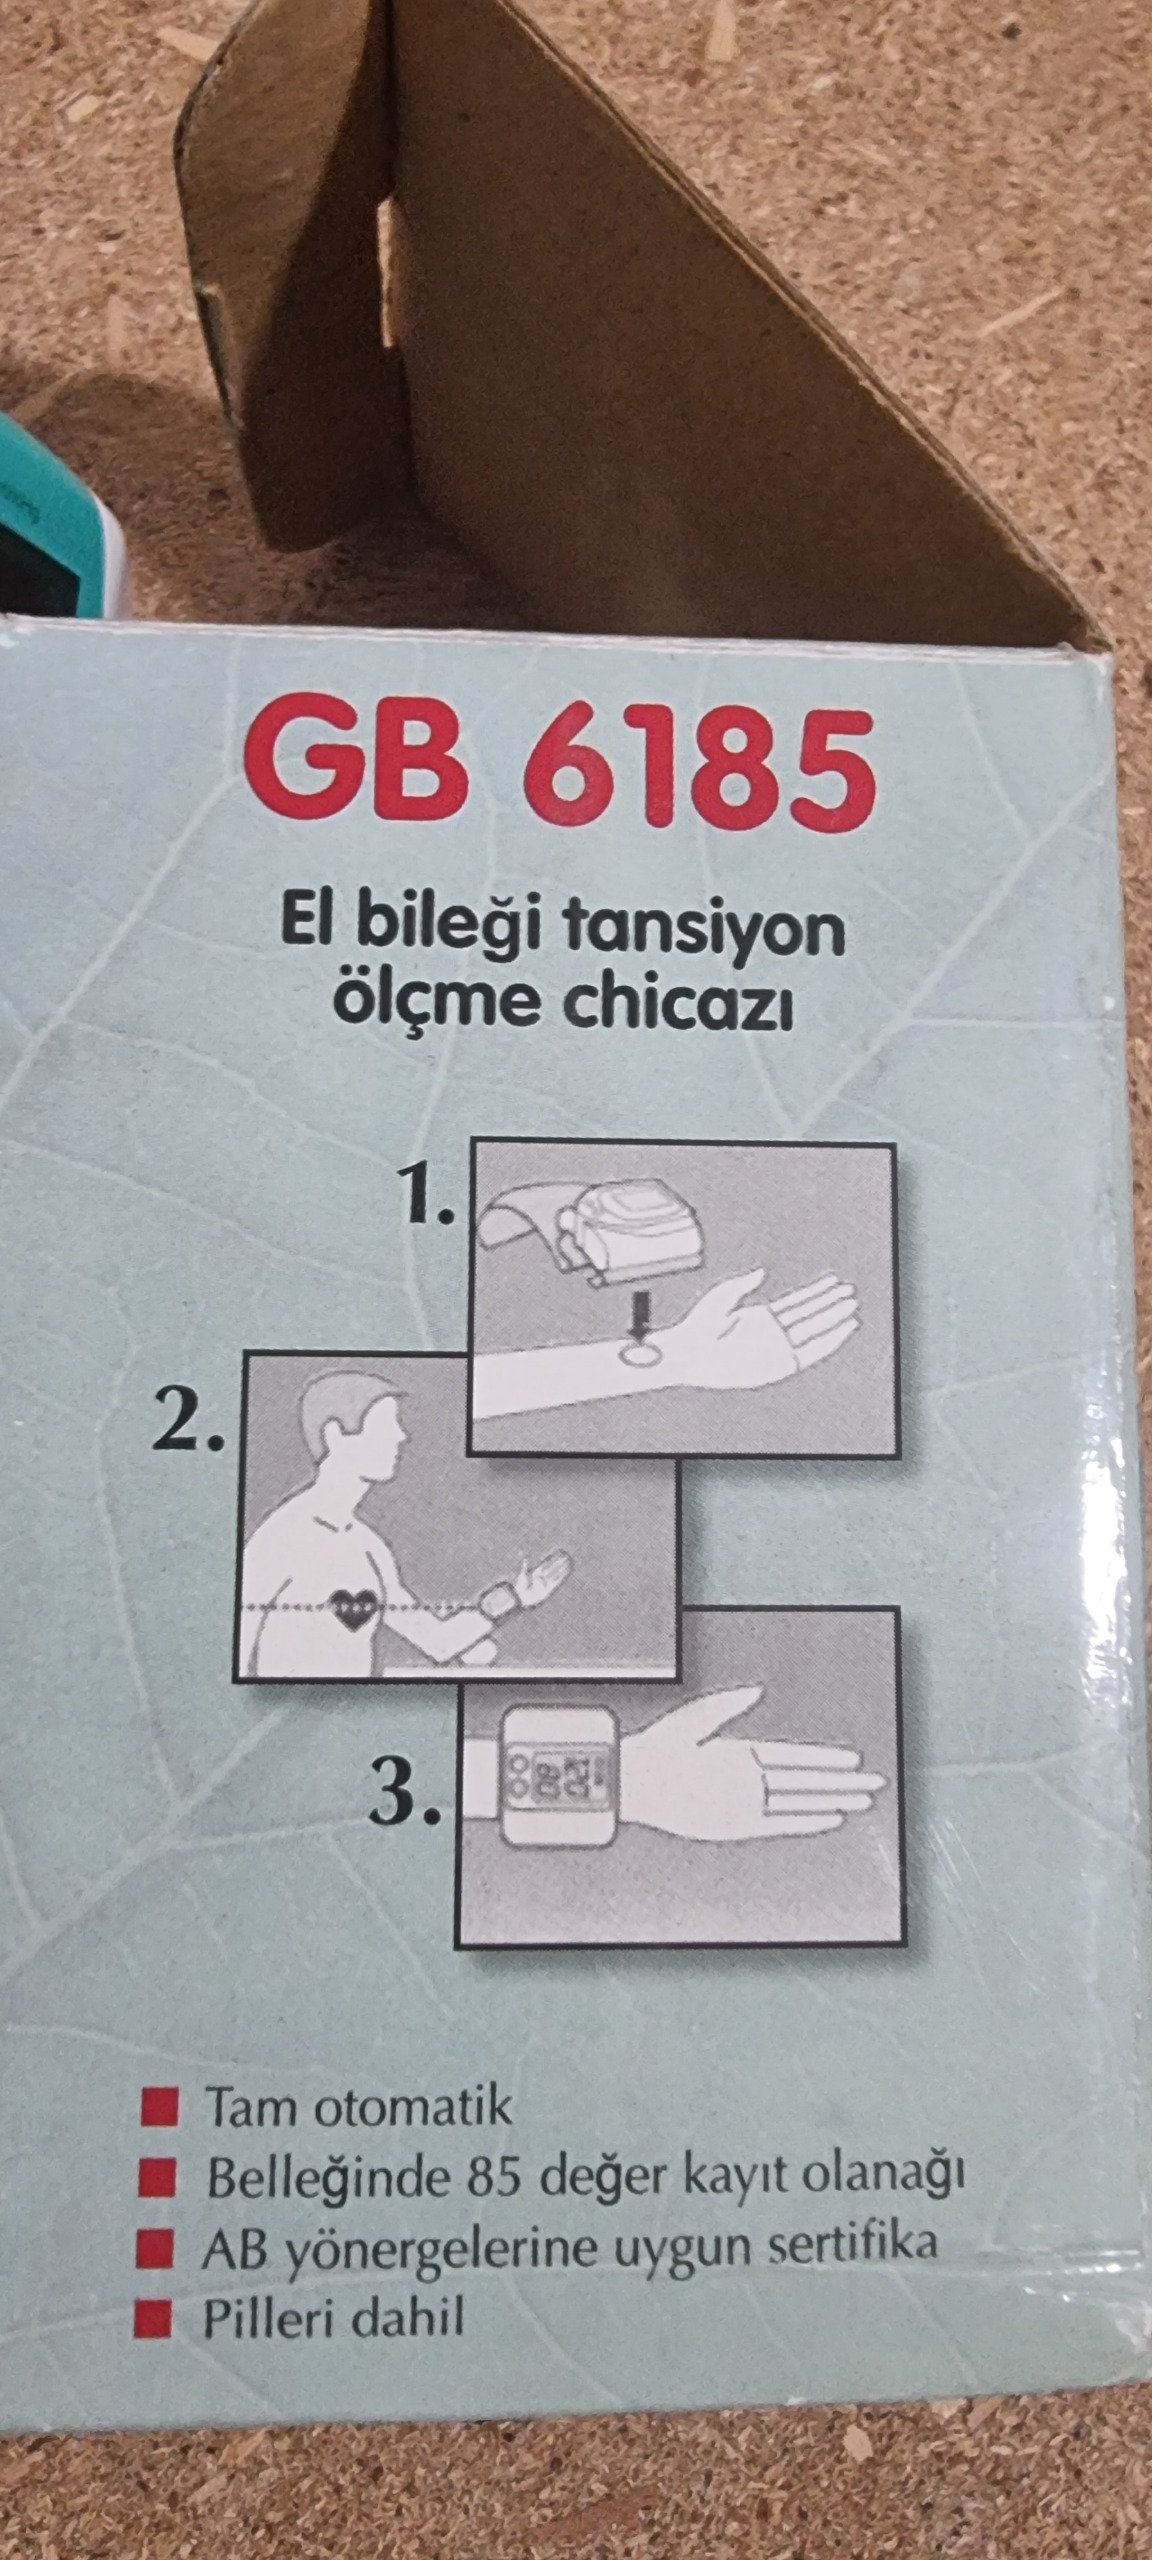 GB 6185
El bileği tansiyon
ölçme chicazı
1.
2.
3.
Tam otomatik
Belleğinde 85 değer kayıt olanağı
AB yönergelerine uygun sertifika
Pilleri dahil